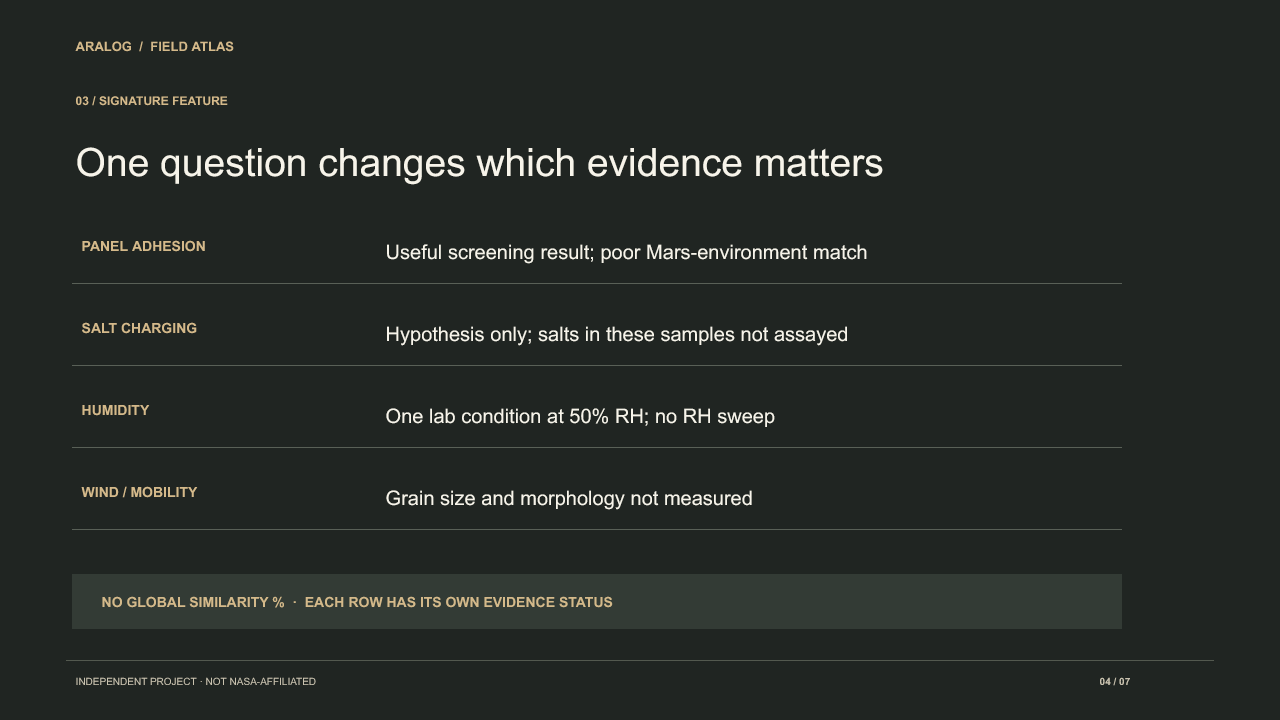 ARALOG / FIELD ATLAS
03 / SIGNATURE FEATURE
One question changes which evidence matters
PANEL ADHESION
Useful screening result; poor Mars-environment match
SALT CHARGING
Hypothesis only; salts in these samples not assayed
HUMIDITY
One lab condition at 50% RH; no RH sweep
WIND / MOBILITY
Grain size and morphology not measured
NO GLOBAL SIMILARITY % · EACH ROW HAS ITS OWN EVIDENCE STATUS
INDEPENDENT PROJECT · NOT NASA-AFFILIATED
04 / 07